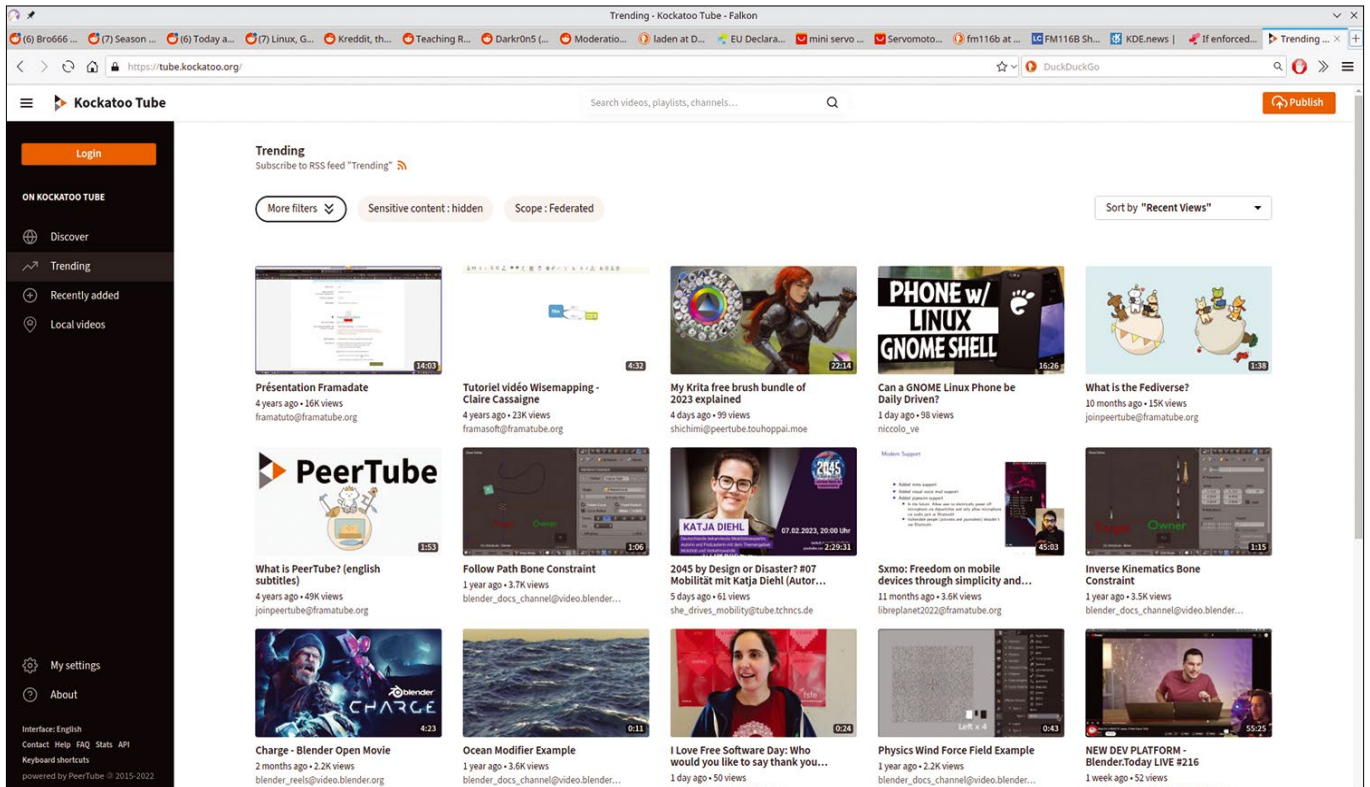 Trending - Kockatoo Tube - Falkon
(6) Bro666 ... (7) Season ... (6) Today a... (7) Linux, G... Kreddit, th... Teaching R... Darkr0n5 (... Moderatio... laden at D... EU Declara... mini servo ... Servomoto... fm116b at ... FM116B Sh... KDE.news | If enforced... Trending ...
https://tube.kockatoo.org/
DuckDuckGo
Kockatoo Tube
Search videos, playlists, channels...
Publish
Login
ON KOCKATOO TUBE
Discover
Trending
Recently added
Local videos
My settings
About
Interface: English
Contact Help FAQ Stats API
Keyboard shortcuts
powered by PeerTube © 2015-2022
Trending
Subscribe to RSS feed "Trending"
More filters
Sensitive content : hidden
Scope : Federated
Sort by "Recent Views"
14:03
Présentation Framadate
4 years ago • 16K views
framatuto@framatube.org
4:32
Tutoriel vidéo Wisemapping -
Claire Cassaigne
4 years ago • 23K views
framasoft@framatube.org
22:14
My Krita free brush bundle of
2023 explained
4 days ago • 99 views
shichimi@peertube.touhoppai.moe
PHONE w/
LINUX
GNOME SHELL
16:26
Can a GNOME Linux Phone be
Daily Driven?
1 day ago • 98 views
niccolo_ve
1:38
What is the Fediverse?
10 months ago • 15K views
joinpeertube@framatube.org
PeerTube
1:53
What is PeerTube? (english
subtitles)
4 years ago • 49K views
joinpeertube@framatube.org
Target Owner
1:06
Follow Path Bone Constraint
1 year ago • 3.7K views
blender_docs_channel@video.blender...
2045
KATJA DIEHL
07.02.2023, 20:00 Uhr
2:29:31
2045 by Design or Disaster? #07
Mobilität mit Katja Diehl (Autor...
5 days ago • 61 views
she_drives_mobility@tube.tchncs.de
Modem Support
45:03
Sxmo: Freedom on mobile
devices through simplicity and...
11 months ago • 3.6K views
libreplanet2022@framatube.org
Target Owner
1:15
Inverse Kinematics Bone
Constraint
1 year ago • 3.5K views
blender_docs_channel@video.blender...
blender
CHARGE
4:23
Charge - Blender Open Movie
2 months ago • 2.2K views
blender_reels@video.blender.org
0:11
Ocean Modifier Example
1 year ago • 3.6K views
blender_docs_channel@video.blender...
fsfe
0:24
I Love Free Software Day: Who
would you like to say thank you...
1 day ago • 50 views
Left x 4
0:43
Physics Wind Force Field Example
1 year ago • 2.2K views
blender_docs_channel@video.blender...
55:25
NEW DEV PLATFORM -
Blender.Today LIVE #216
1 week ago • 52 views